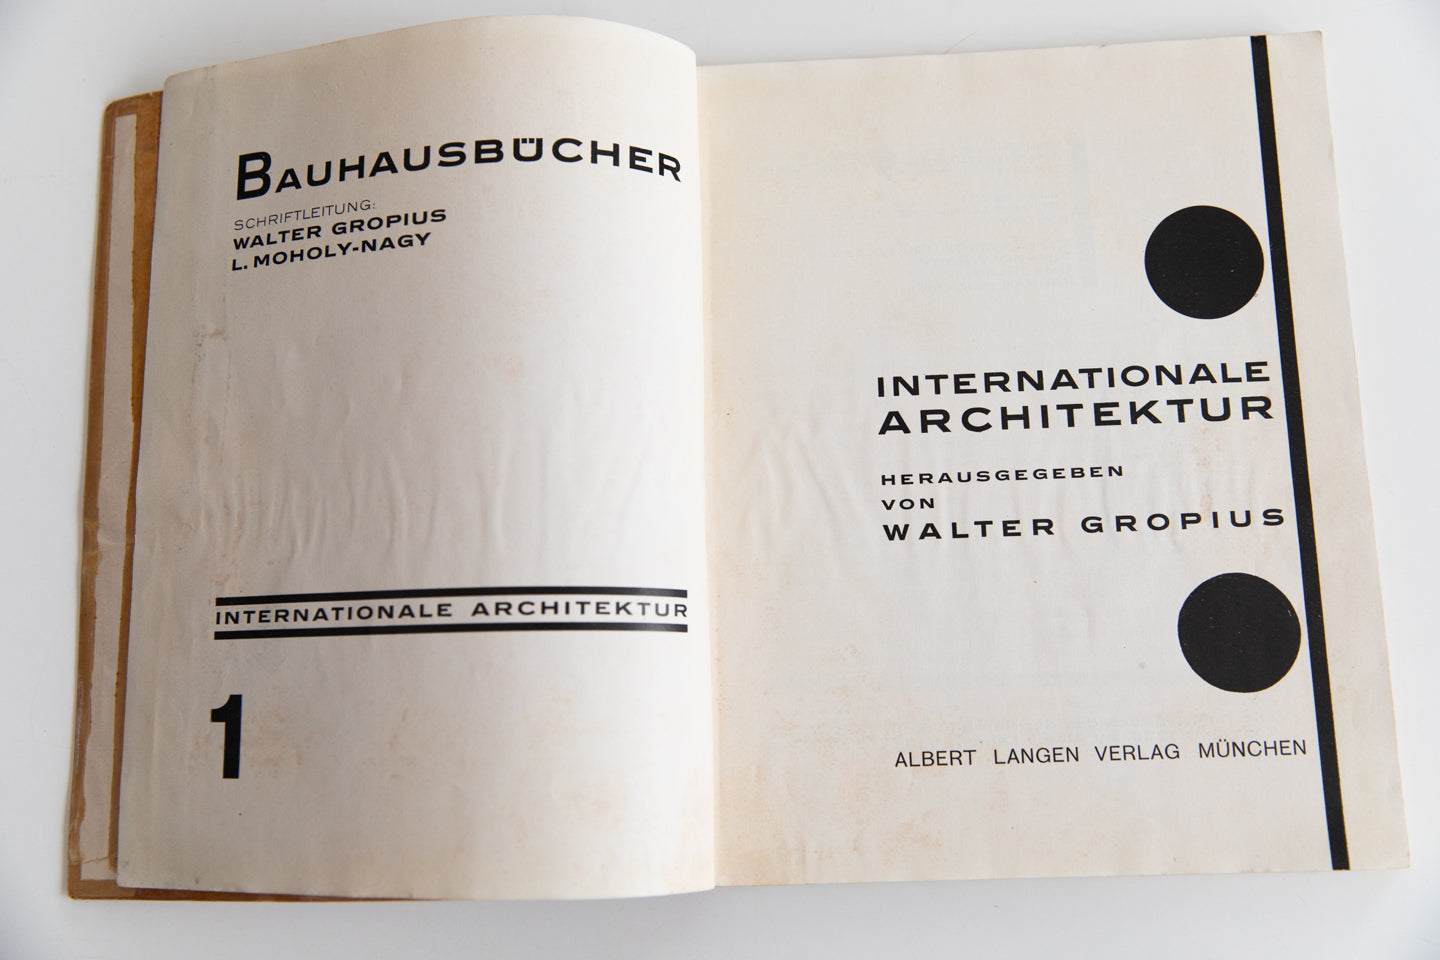 BAUHAUSBÜCHER
SCHRIFTLEITUNG:
WALTER GROPIUS
L. MOHOLY-NAGY
INTERNATIONALE ARCHITEKTUR
1
INTERNATIONALE
ARCHITEKTUR
HERAUSGEGEBEN
VON
WALTER GROPIUS
ALBERT LANGEN VERLAG MÜNCHEN